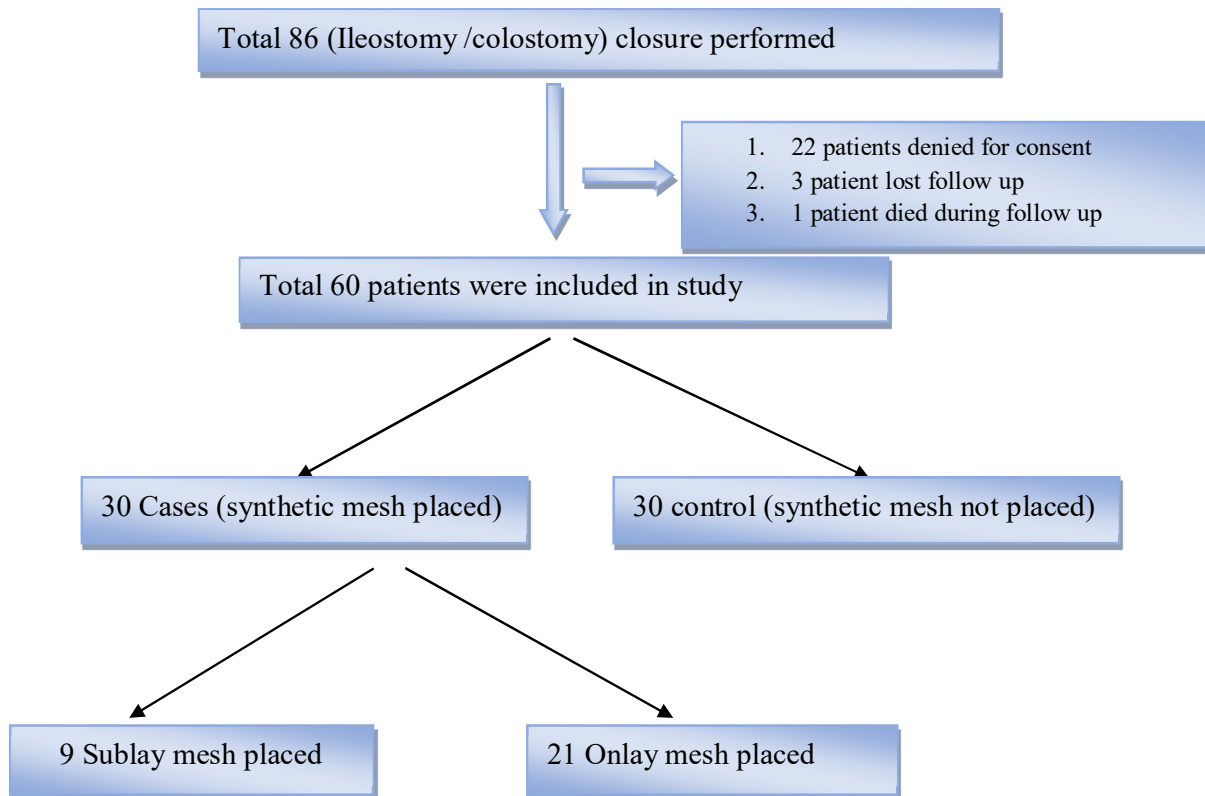 Total 86 (Ileostomy /colostomy) closure performed
1. 22 patients denied for consent
2. 3 patient lost follow up
3. 1 patient died during follow up
Total 60 patients were included in study
30 Cases (synthetic mesh placed)
30 control (synthetic mesh not placed)
9 Sublay mesh placed
21 Onlay mesh placed